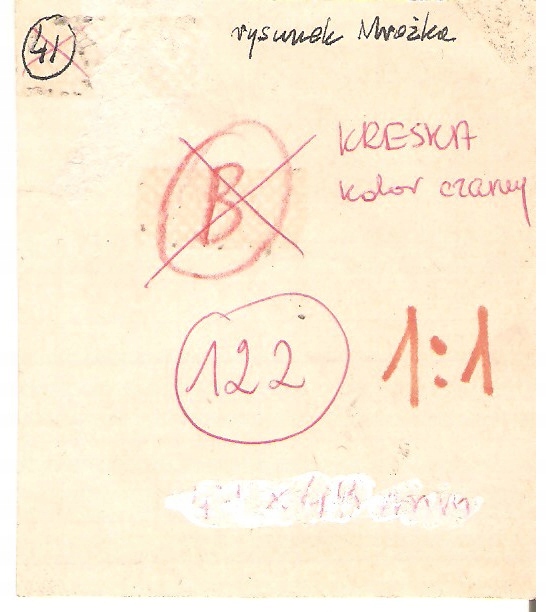 41 rysunek Mrożka
KRESKA
B
kolor czarny
122
1:1